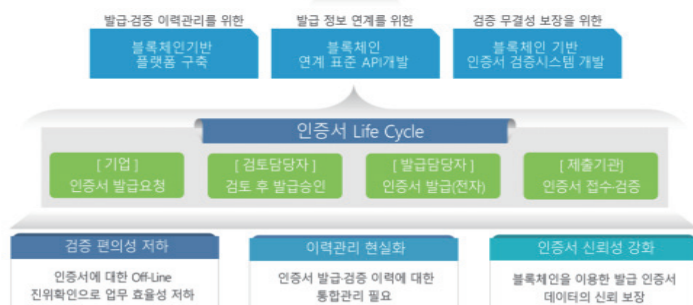 발급·검증 이력관리를 위한
발급 정보 연계를 위한
검증 무결성 보장을 위한
블록체인기반
플랫폼 구축
블록체인
연계 표준 API개발
블록체인 기반
인증서 검증시스템 개발
인증서 Life Cycle
[ 기업 ]
인증서 발급요청
[ 검토담당자 ]
검토 후 발급승인
[ 발급담당자 ]
인증서 발급(전자)
[ 제출기관 ]
인증서 접수·검증
검증 편의성 저하
인증서에 대한 Off-Line
진위확인으로 업무 효율성 저하
이력관리 현실화
인증서 발급·검증 이력에 대한
통합관리 필요
인증서 신뢰성 강화
블록체인을 이용한 발급 인증서
데이터의 신뢰 보장